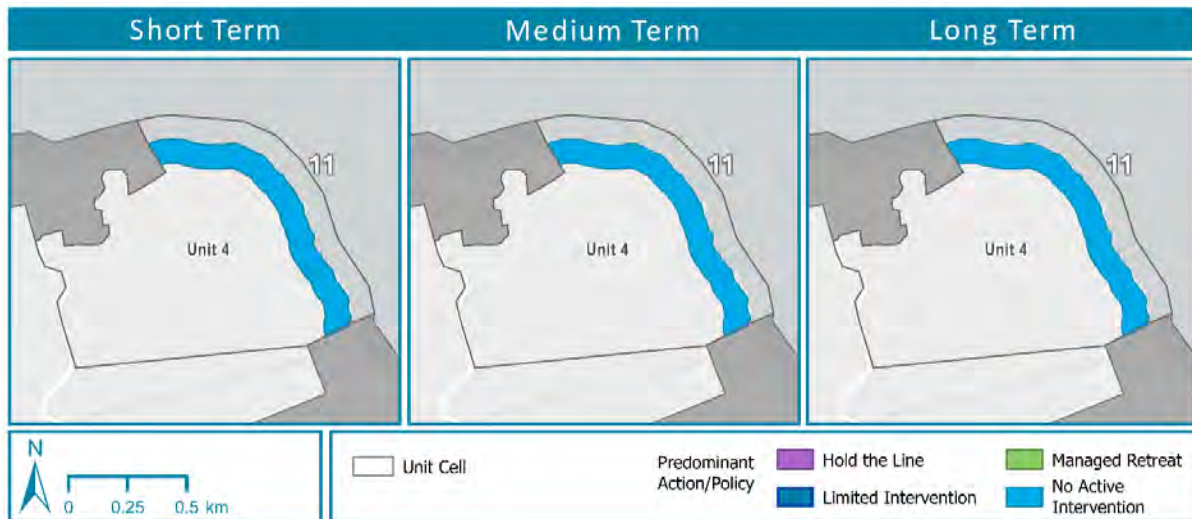 Short Term
Medium Term
Long Term
11
11
11
Unit 4
Unit 4
Unit 4
N
0 0.25 0.5 km
Unit Cell
Predominant
Action/Policy
Hold the Line
Limited Intervention
Managed Retreat
No Active
Intervention